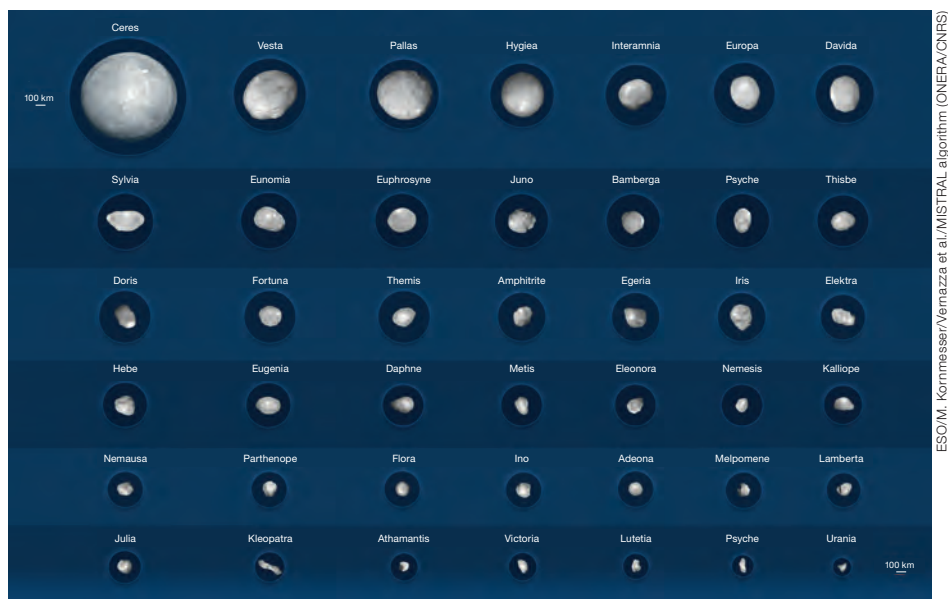 Ceres
Vesta Pallas Hygiea Interamnia Europa Davida
100 km
Sylvia Eunomia Euphrosyne Juno Bamberga Psyche Thisbe
Doris Fortuna Themis Amphitrite Egeria Iris Elektra
Hebe Eugenia Daphne Metis Eleonora Nemesis Kalliope
Nemausa Parthenope Flora Ino Adeona Melpomene Lamberta
Julia Kleopatra Athamantis Victoria Lutetia Psyche Urania
100 km
ESO/M. Kornmesser/Vernazza et al./MISTRAL algorithm (ONERA/CNRS)